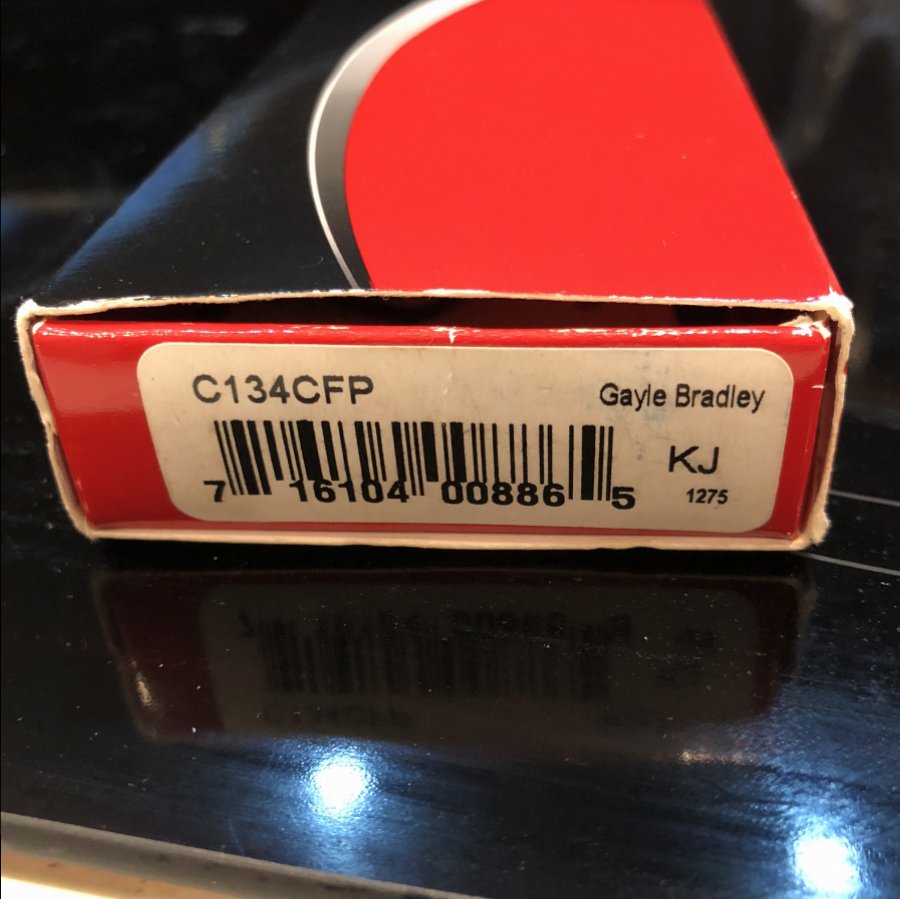 C134CFP
Gayle Bradley
KJ
7 16104 00886 5
1275